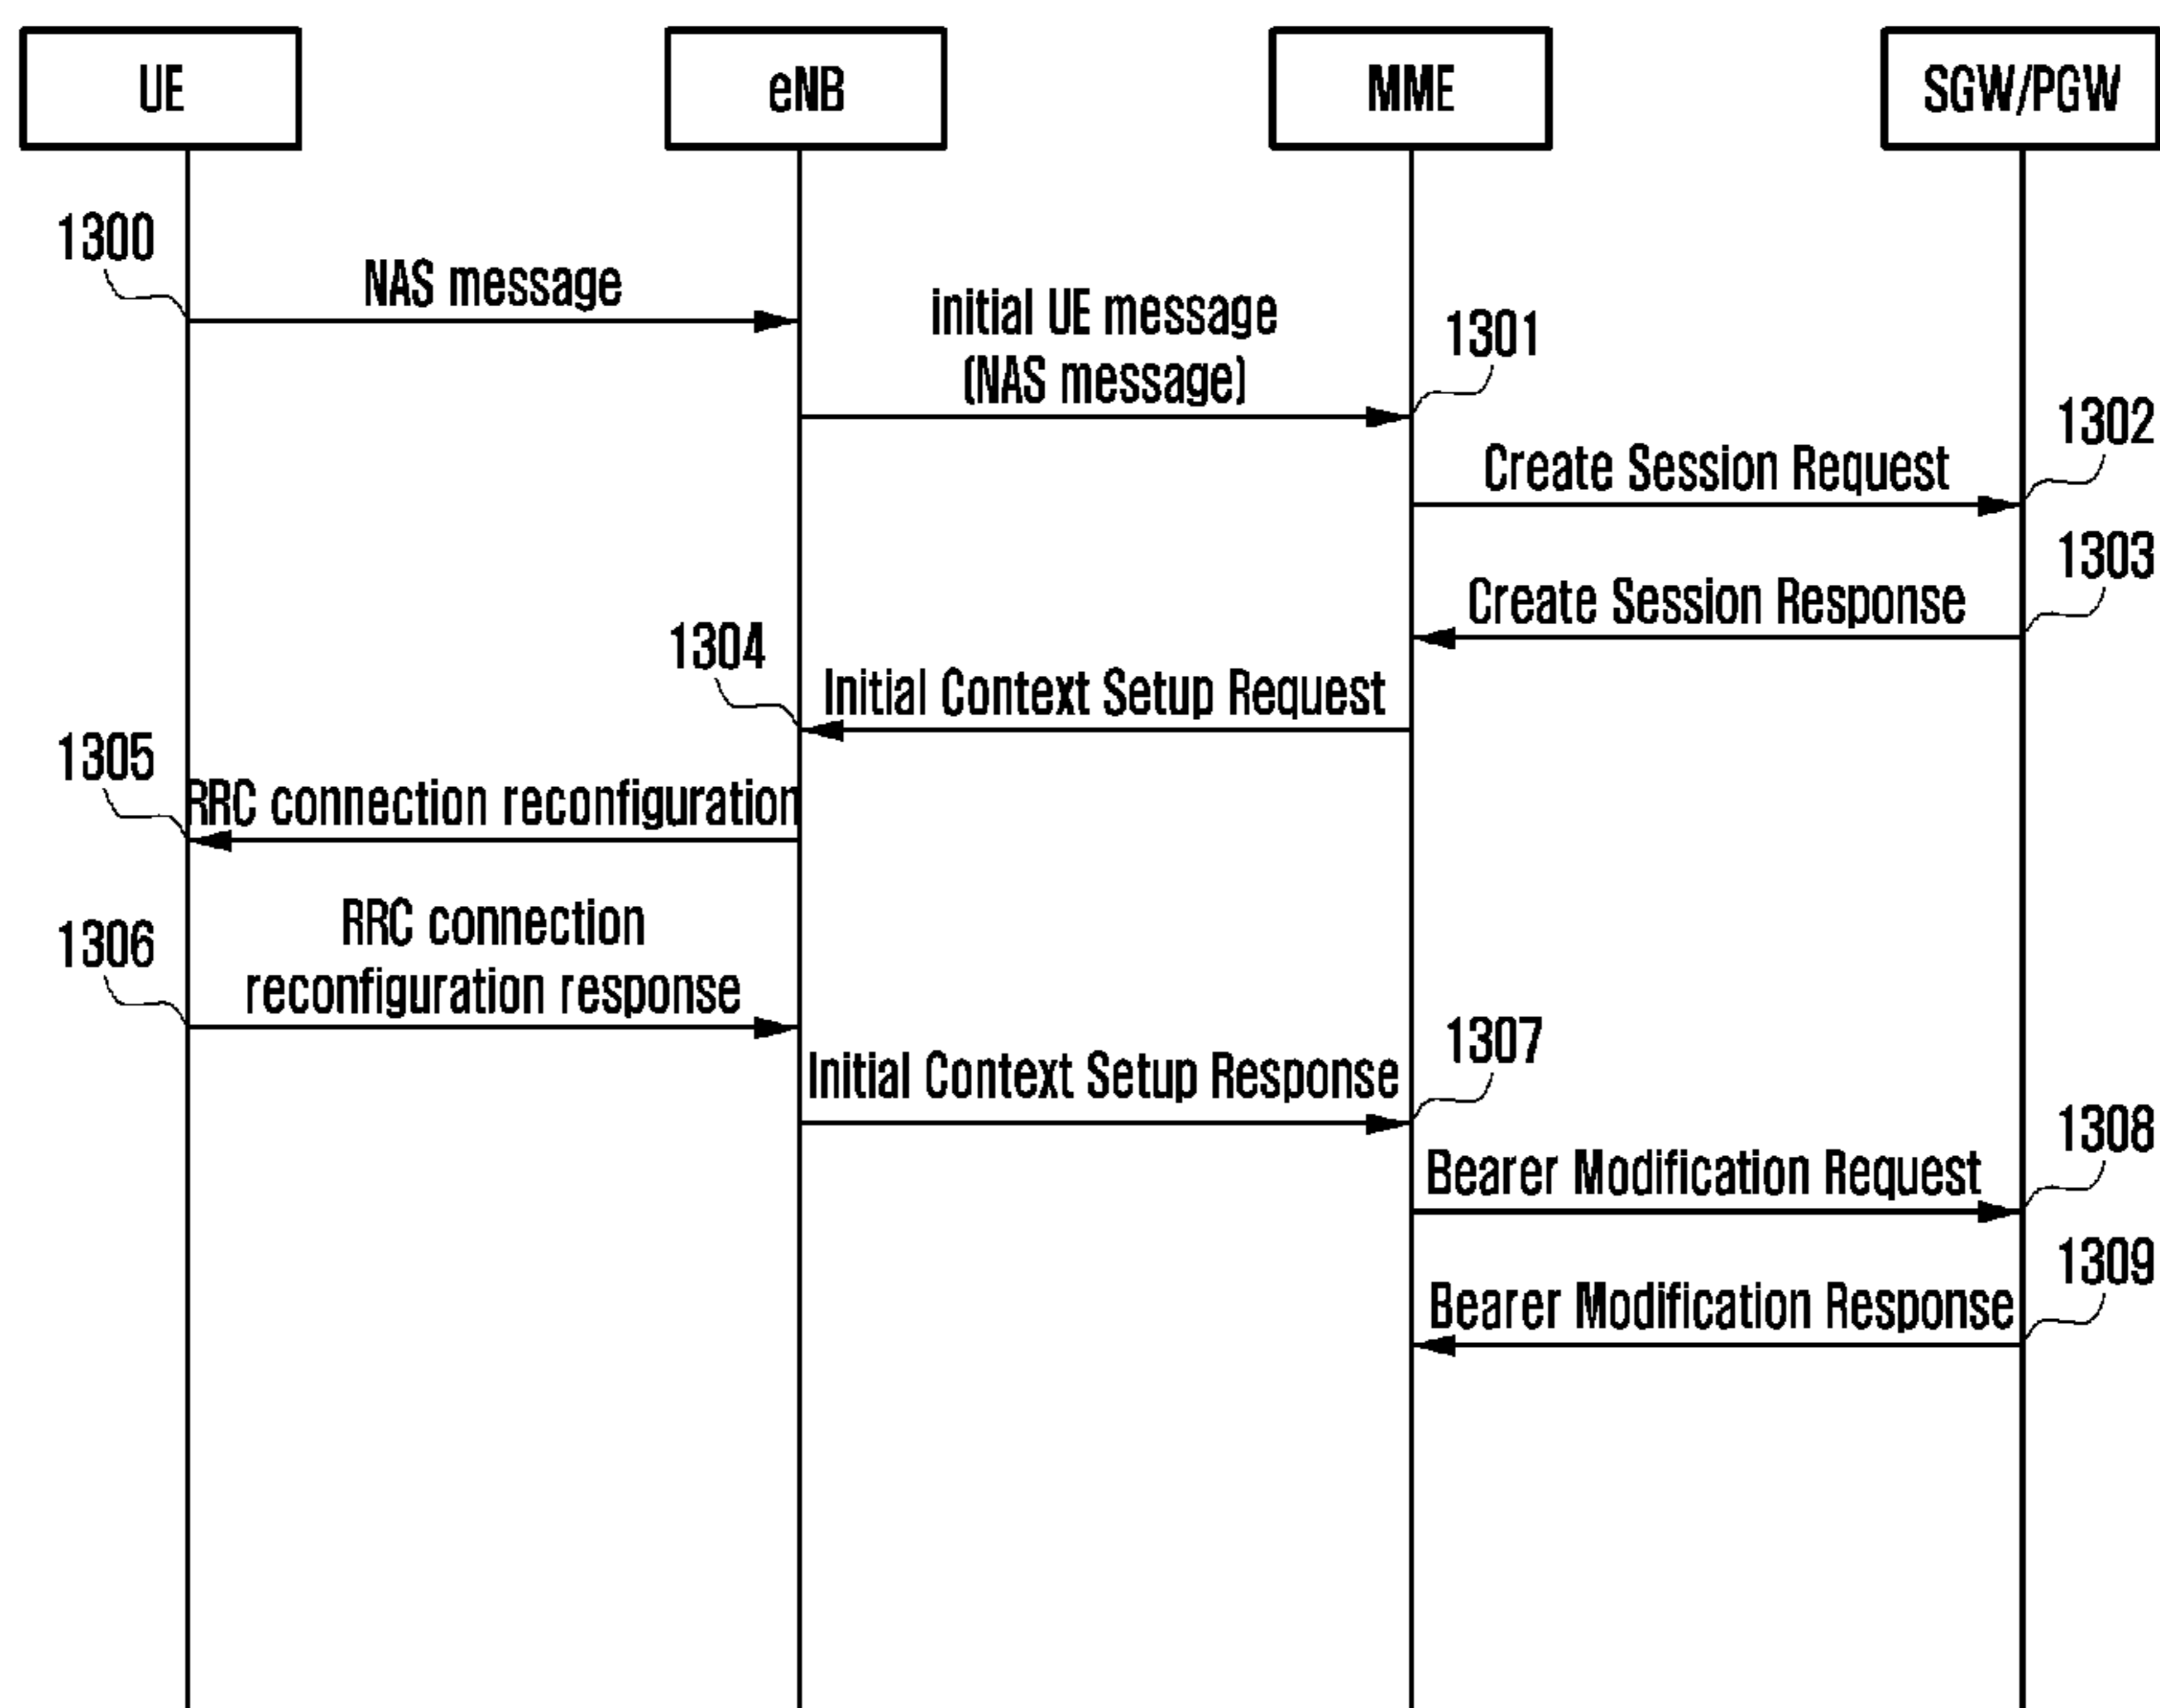 UE
eNB
MME
SGW/PGW
1300
NAS message
initial UE message
(NAS message)
1301
Create Session Request
1302
Create Session Response
1303
1304
Initial Context Setup Request
1305
RRC connection reconfiguration
1306
RRC connection
reconfiguration response
Initial Context Setup Response
1307
Bearer Modification Request
1308
Bearer Modification Response
1309